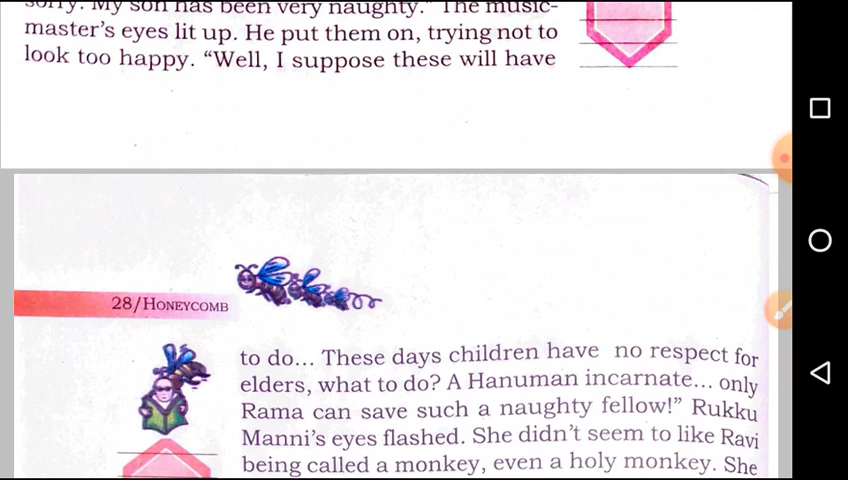 sorry. My son has been very naughty." The music-
master's eyes lit up. He put them on, trying not to
look too happy. "Well, I suppose these will have
28/HONEYCOMB
to do... These days children have no respect for
elders, what to do? A Hanuman incarnate... only
Rama can save such a naughty fellow!" Rukku
Manni's eyes flashed. She didn't seem to like Ravi
being called a monkey, even a holy monkey. She